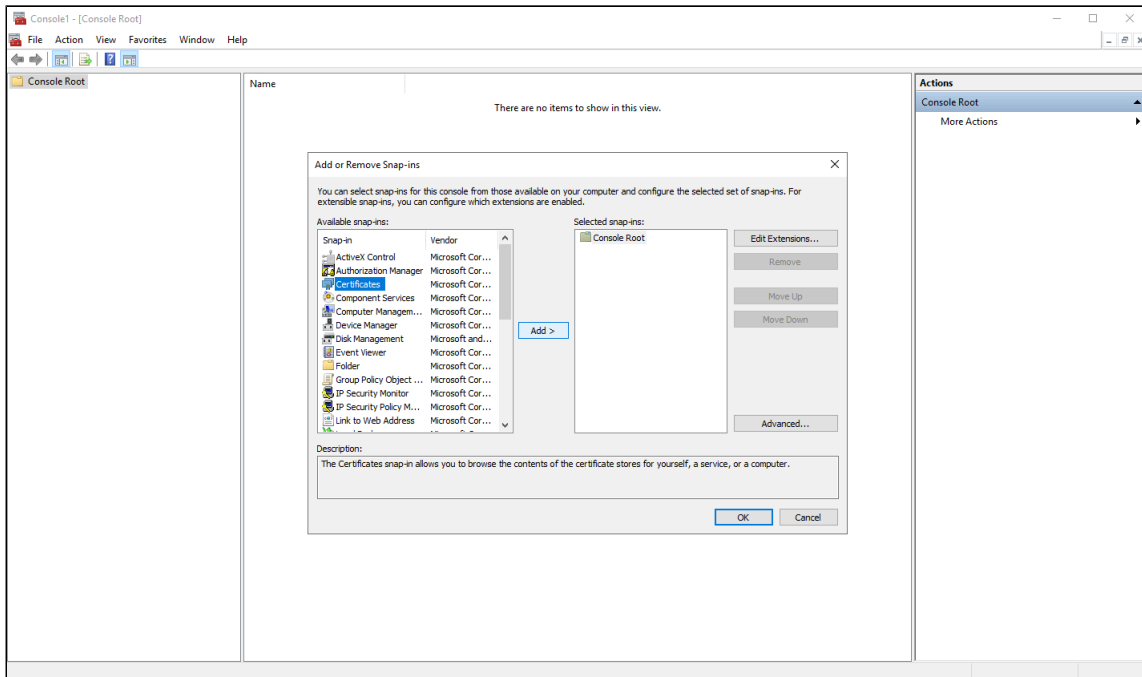 Console1 - [Console Root]
File Action View Favorites Window Help
Console Root
Name
There are no items to show in this view.
Actions
Console Root
More Actions
Add or Remove Snap-ins
You can select snap-ins for this console from those available on your computer and configure the selected set of snap-ins. For
extensible snap-ins, you can configure which extensions are enabled.
Available snap-ins:
Snap-in Vendor
ActiveX Control Microsoft Cor...
Authorization Manager Microsoft Cor...
Certificates Microsoft Cor...
Component Services Microsoft Cor...
Computer Managem... Microsoft Cor...
Device Manager Microsoft Cor...
Disk Management Microsoft and...
Event Viewer Microsoft Cor...
Folder Microsoft Cor...
Group Policy Object ... Microsoft Cor...
IP Security Monitor Microsoft Cor...
IP Security Policy M... Microsoft Cor...
Link to Web Address Microsoft Cor...
Add >
Selected snap-ins:
Console Root
Edit Extensions...
Remove
Move Up
Move Down
Advanced...
Description:
The Certificates snap-in allows you to browse the contents of the certificate stores for yourself, a service, or a computer.
OK Cancel